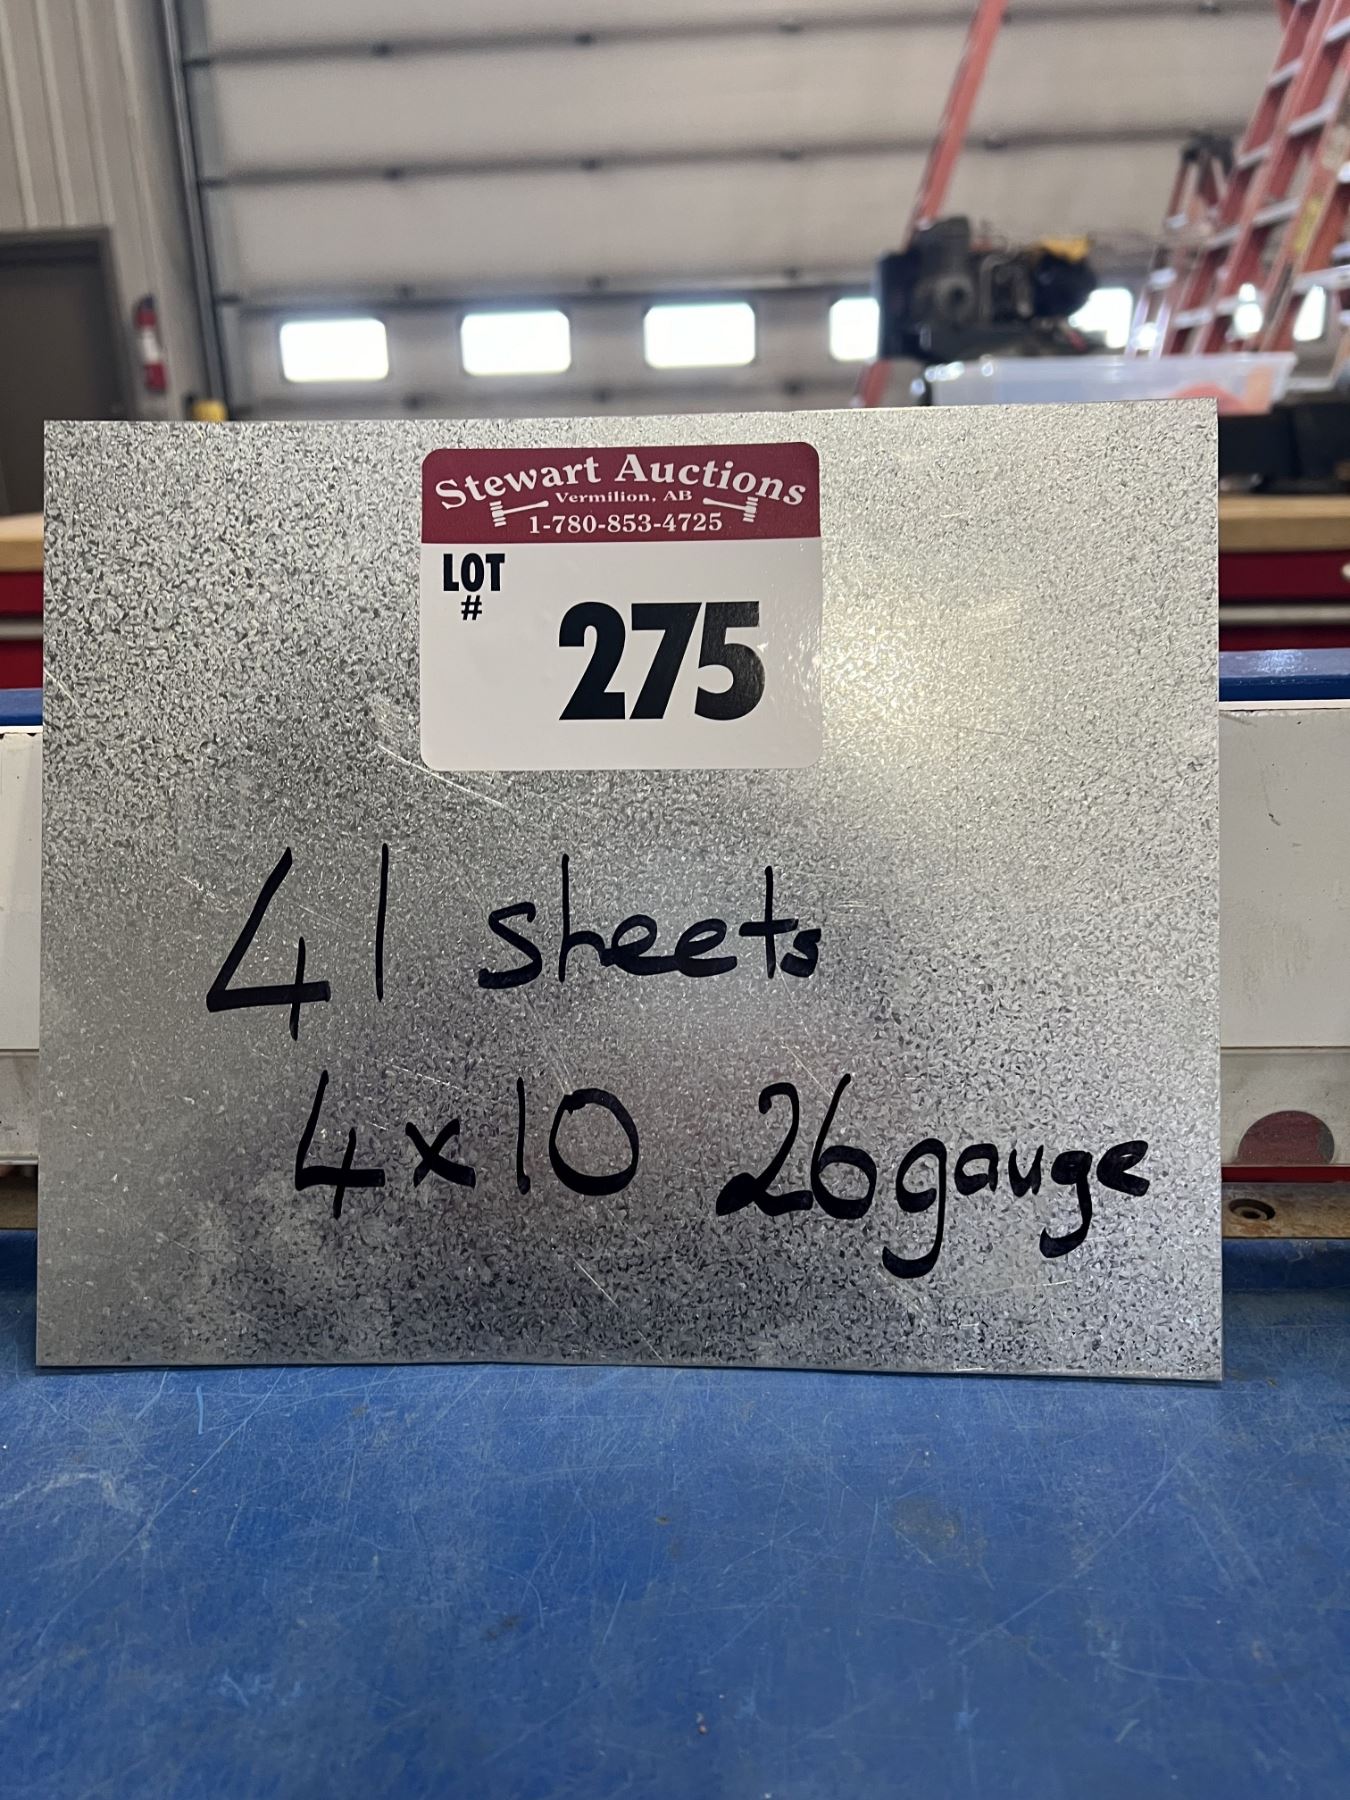 Stewart Auctions
Vermilion, AB
1-780-853-4725
LOT
#
275
41 sheets
4x10 26gauge